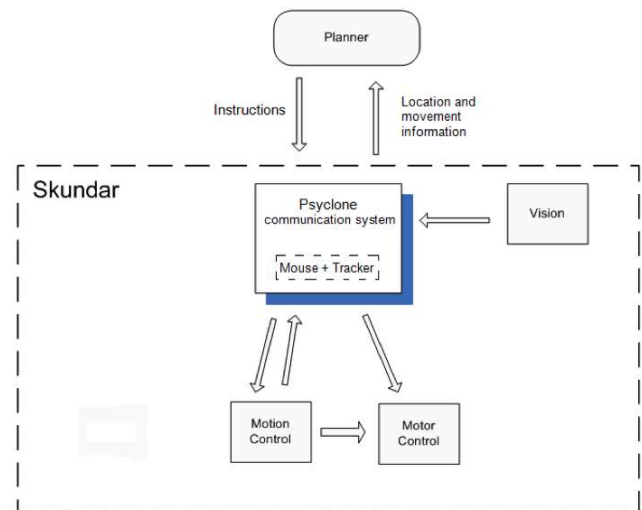 Planner
Instructions
Location and
movement
information
Skundar
Psyclone
communication system
Mouse + Tracker
Vision
Motion
Control
Motor
Control